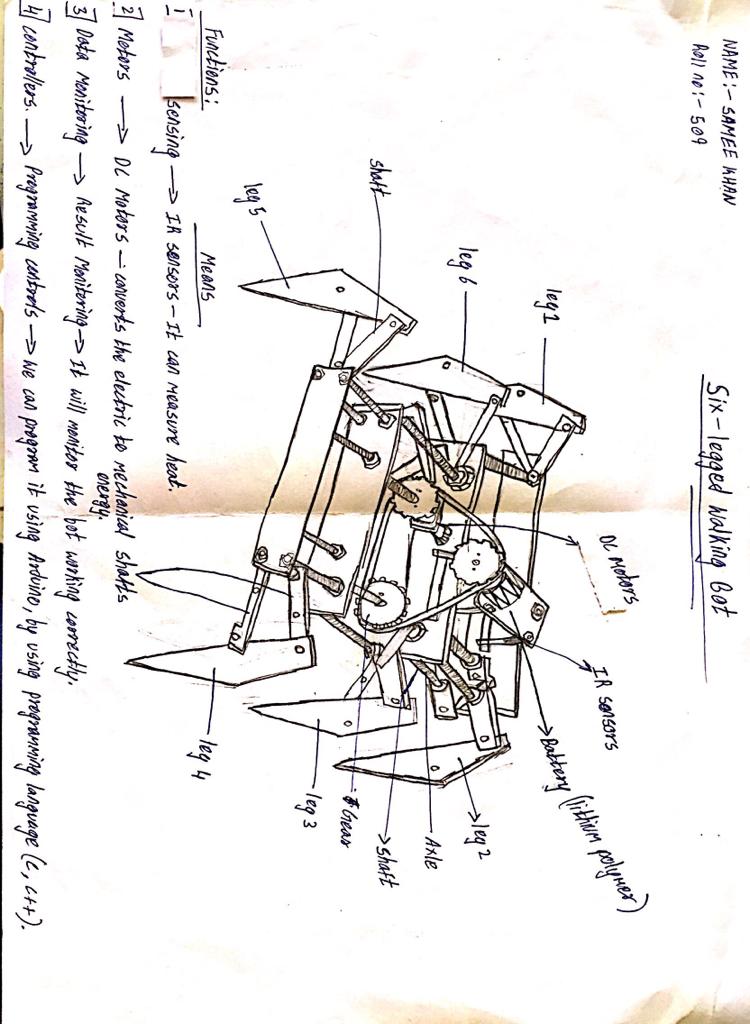 NAME:- SAMEE KHAN
Roll no:- 509
Six-legged walking Bot
leg 1
leg 6
shaft
leg 5
DC Motors
IR sensors
Battery (lithium polymer)
leg 2
Axle
shaft
Gear
leg 3
leg 4
Functions:
Means
1 sensing → IR sensors - It can measure heat.
2 Motors → DC Motors - converts the electric to mechanical shafts
energy.
3 Data Monitoring → Result Monitoring → It will monitor the bot working correctly.
4 controllers. → Programming controls → we can program it using Arduino, by using programming language (C, C++).